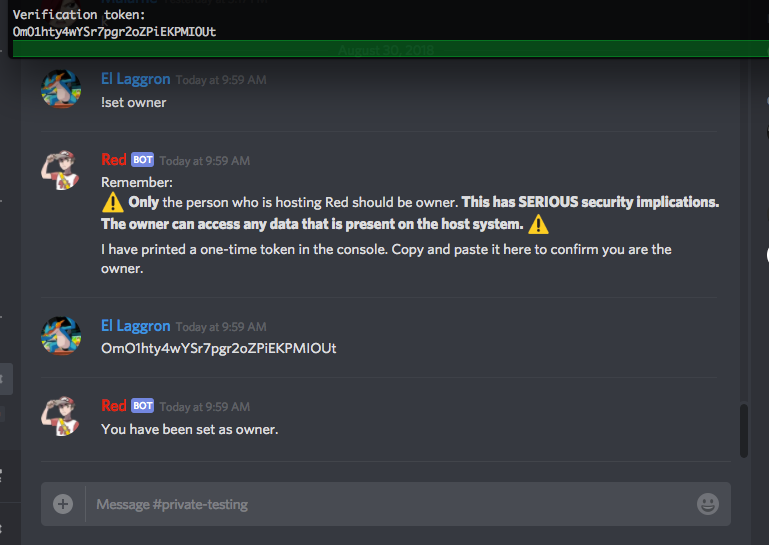 Verification token:
OmO1hty4wYSr7pgr2oZPiEKPMIOUt
August 30, 2018
El Laggron Today at 9:59 AM
!set owner
Red BOT Today at 9:59 AM
Remember:
⚠️ Only the person who is hosting Red should be owner. This has SERIOUS security implications.
The owner can access any data that is present on the host system. ⚠️
I have printed a one-time token in the console. Copy and paste it here to confirm you are the
owner.
El Laggron Today at 9:59 AM
OmO1hty4wYSr7pgr2oZPiEKPMIOUt
Red BOT Today at 9:59 AM
You have been set as owner.
Message #private-testing